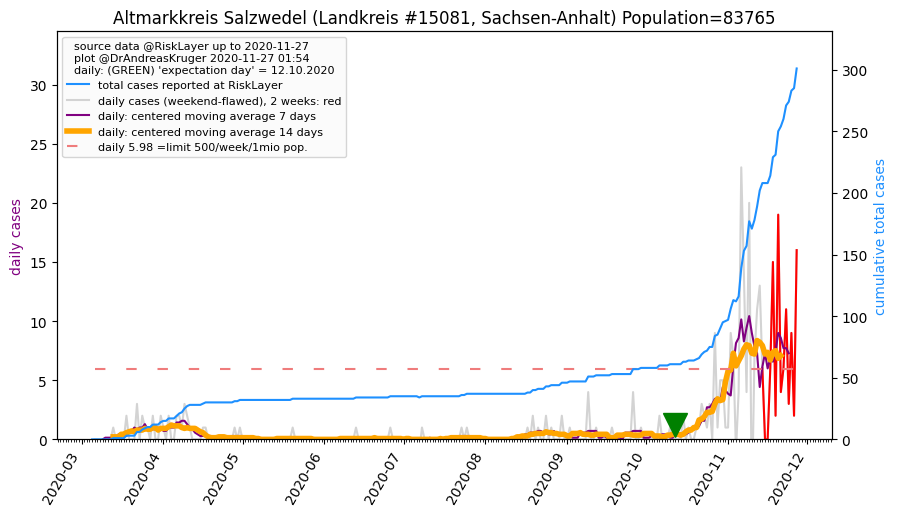 Altmarkkreis Salzwedel (Landkreis #15081, Sachsen-Anhalt) Population=83765
source data @RiskLayer up to 2020-11-27
plot @DrAndreasKruger 2020-11-27 01:54
daily: (GREEN) 'expectation day' = 12.10.2020
total cases reported at RiskLayer
daily cases (weekend-flawed), 2 weeks: red
daily: centered moving average 7 days
daily: centered moving average 14 days
daily 5.98 =limit 500/week/1mio pop.
daily cases
30
25
20
15
10
5
0
300
250
200
150
100
50
0
cumulative total cases
2020-03
2020-04
2020-05
2020-06
2020-07
2020-08
2020-09
2020-10
2020-11
2020-12